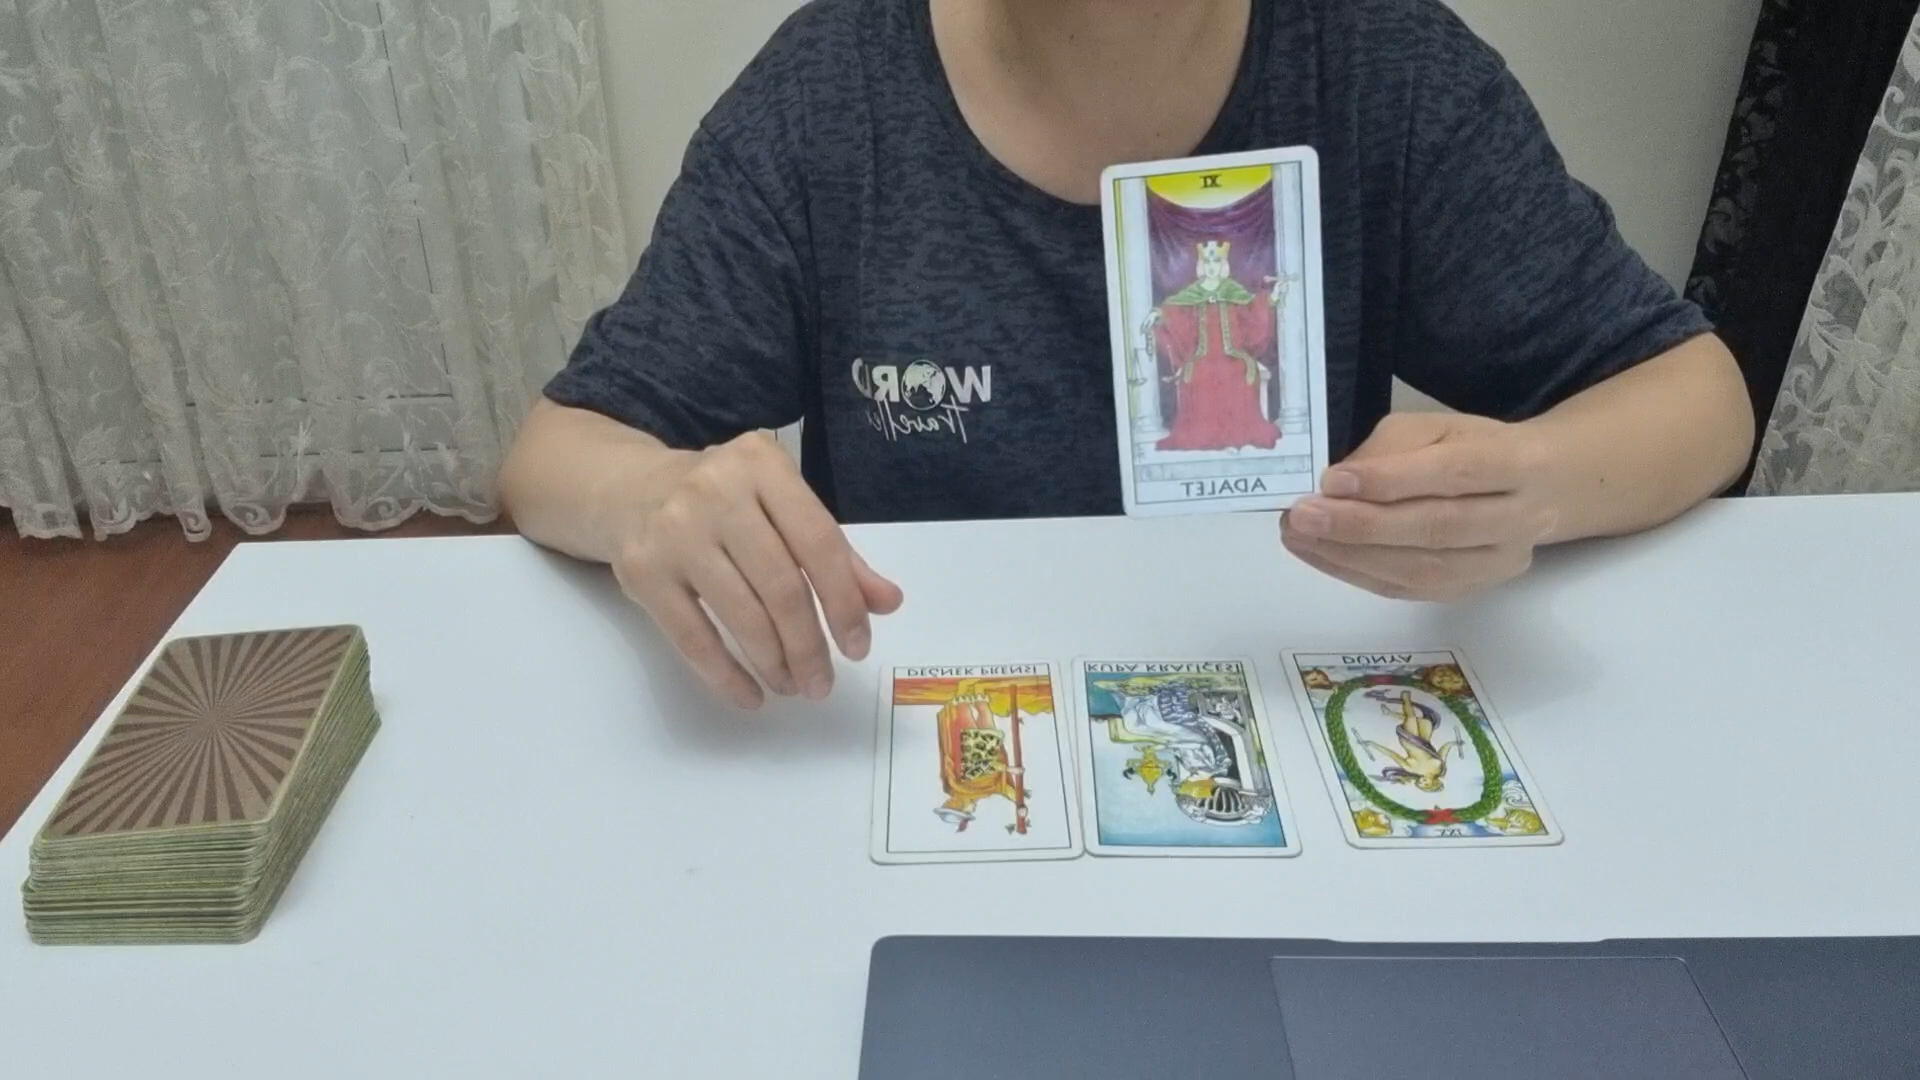 XI
ADALET
WORLD
Traveller
DEĞNEK PRENSİ
KUPA KRALİÇESİ
DÜNYA
XXI